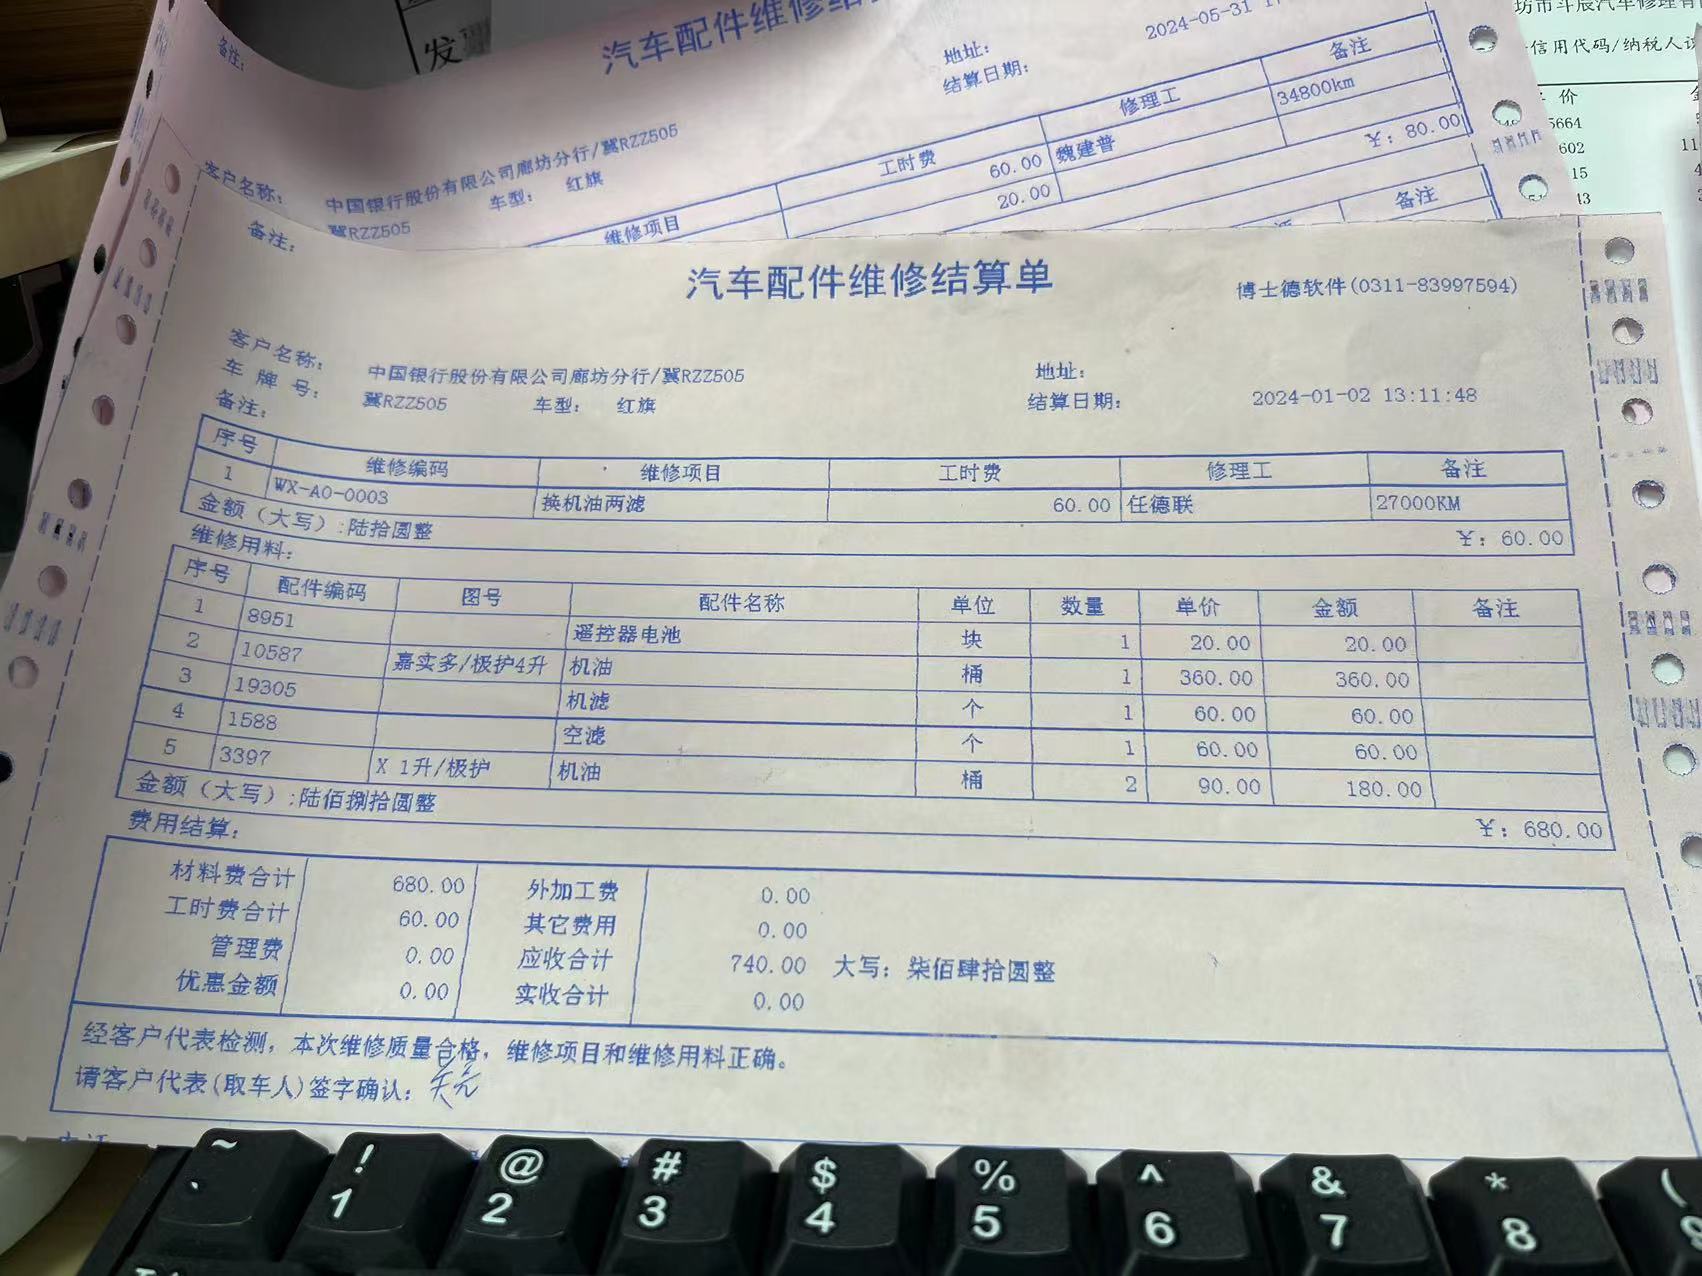 发
坊市斗辰汽车修理有
信用代码/纳税人识
价
5664
602
11
15
13
汽车配件维修结算
备注:
地址:
2024-05-31 1
结算日期:
客户名称: 中国银行股份有限公司廊坊分行/冀RZZ505
冀RZZ505 车型: 红旗
备注:
维修项目 工时费 修理工 备注
60.00 魏建普 34800km
20.00
¥: 80.00
备注
汽车配件维修结算单
博士德软件(0311-83997594)
客户名称: 中国银行股份有限公司廊坊分行/冀RZZ505 地址:
车牌号: 冀RZZ505 车型: 红旗 结算日期: 2024-01-02 13:11:48
备注:
序号 维修编码 维修项目 工时费 修理工 备注
1 WX-AO-0003 换机油两滤 60.00 任德联 27000KM
金额（大写）:陆拾圆整 ¥: 60.00
维修用料:
序号 配件编码 图号 配件名称 单位 数量 单价 金额 备注
1 8951 遥控器电池 块 1 20.00 20.00
2 10587 嘉实多/极护4升 机油 桶 1 360.00 360.00
3 19305 机滤 个 1 60.00 60.00
4 1588 空滤 个 1 60.00 60.00
5 3397 X 1升/极护 机油 桶 2 90.00 180.00
金额（大写）:陆佰捌拾圆整 ¥: 680.00
费用结算:
材料费合计 680.00 外加工费 0.00
工时费合计 60.00 其它费用 0.00
管理费 0.00 应收合计 740.00 大写: 柒佰肆拾圆整
优惠金额 0.00 实收合计 0.00
经客户代表检测，本次维修质量合格，维修项目和维修用料正确。
请客户代表(取车人)签字确认:
~ ! @ # $ % ^ & * (
` 1 2 3 4 5 6 7 8 9